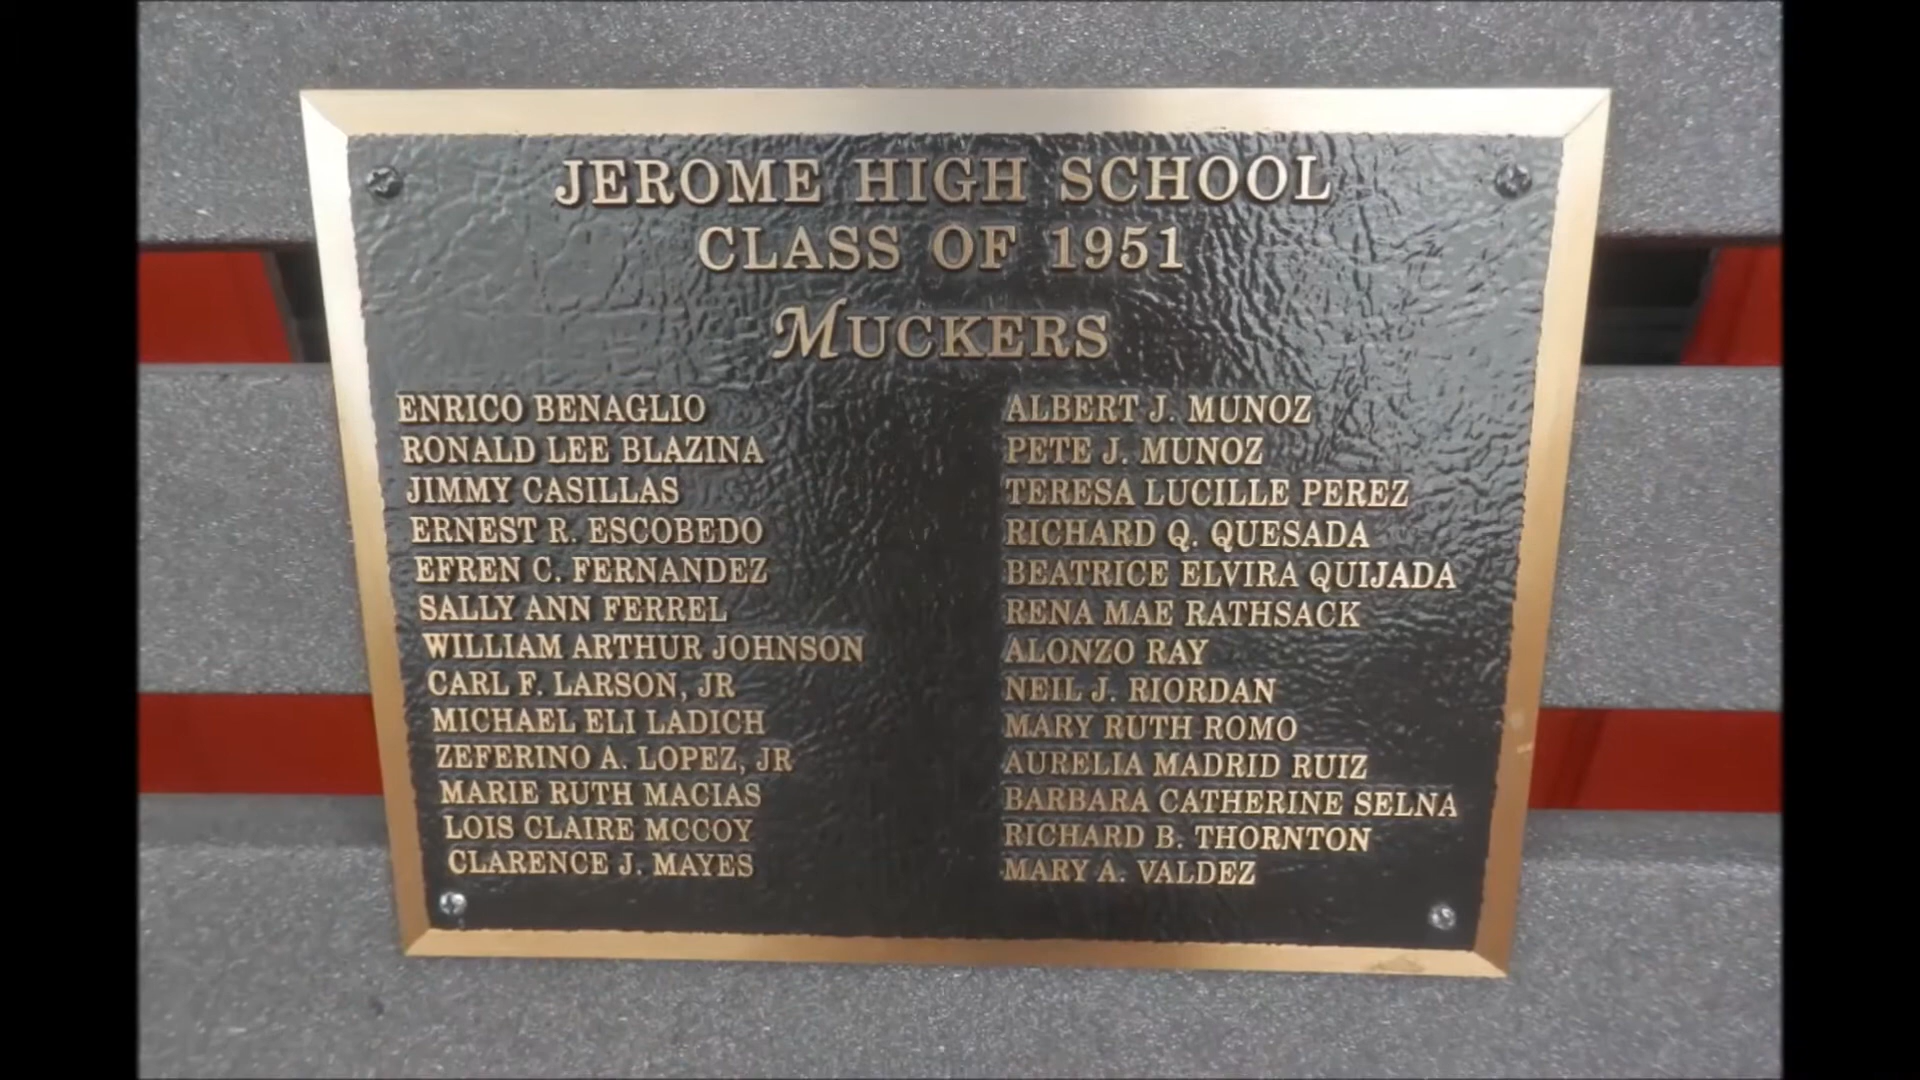 JEROME HIGH SCHOOL
CLASS OF 1951
MUCKERS
ENRICO BENAGLIO
RONALD LEE BLAZINA
JIMMY CASILLAS
ERNEST R. ESCOBEDO
EFREN C. FERNANDEZ
SALLY ANN FERREL
WILLIAM ARTHUR JOHNSON
CARL F. LARSON, JR
MICHAEL ELI LADICH
ZEFERINO A. LOPEZ, JR
MARIE RUTH MACIAS
LOIS CLAIRE MCCOY
CLARENCE J. MAYES
ALBERT J. MUNOZ
PETE J. MUNOZ
TERESA LUCILLE PEREZ
RICHARD Q. QUESADA
BEATRICE ELVIRA QUIJADA
RENA MAE RATHSACK
ALONZO RAY
NEIL J. RIORDAN
MARY RUTH ROMO
AURELIA MADRID RUIZ
BARBARA CATHERINE SELNA
RICHARD B. THORNTON
MARY A. VALDEZ